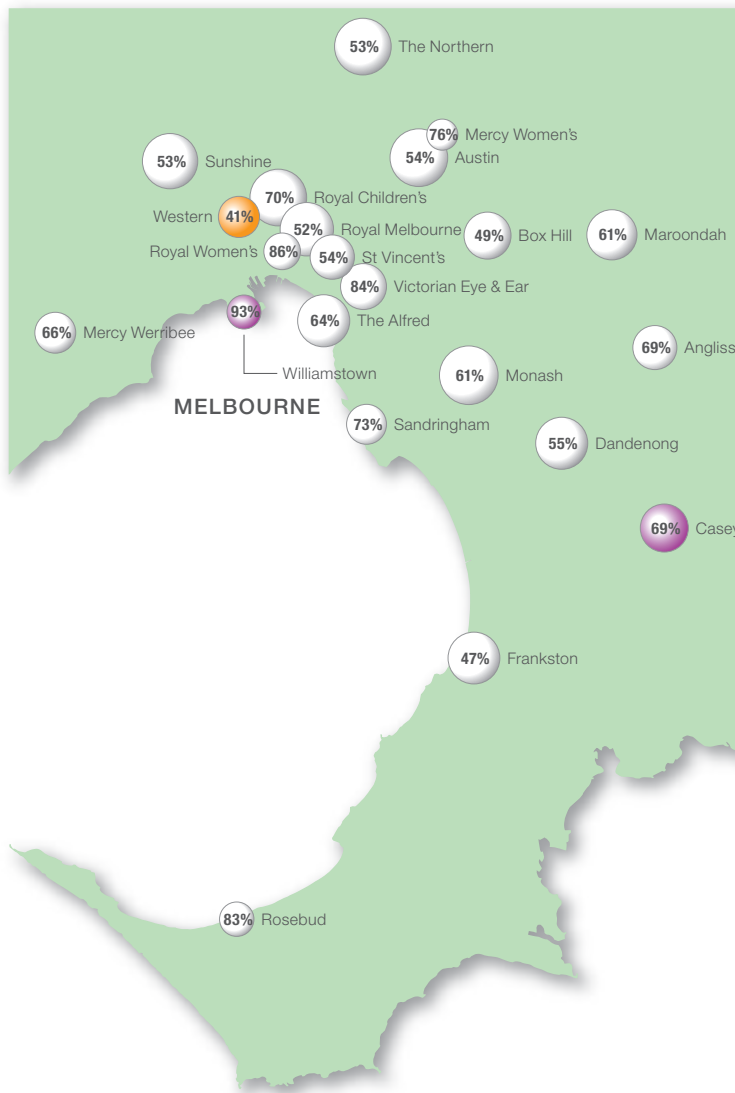 53% The Northern
76% Mercy Women's
53% Sunshine
54% Austin
70% Royal Children's
Western 41%
52% Royal Melbourne
49% Box Hill
61% Maroondah
Royal Women's 86%
54% St Vincent's
84% Victorian Eye & Ear
93%
64% The Alfred
66% Mercy Werribee
69% Angliss
Williamstown
61% Monash
MELBOURNE
73% Sandringham
55% Dandenong
69% Casey
47% Frankston
83% Rosebud